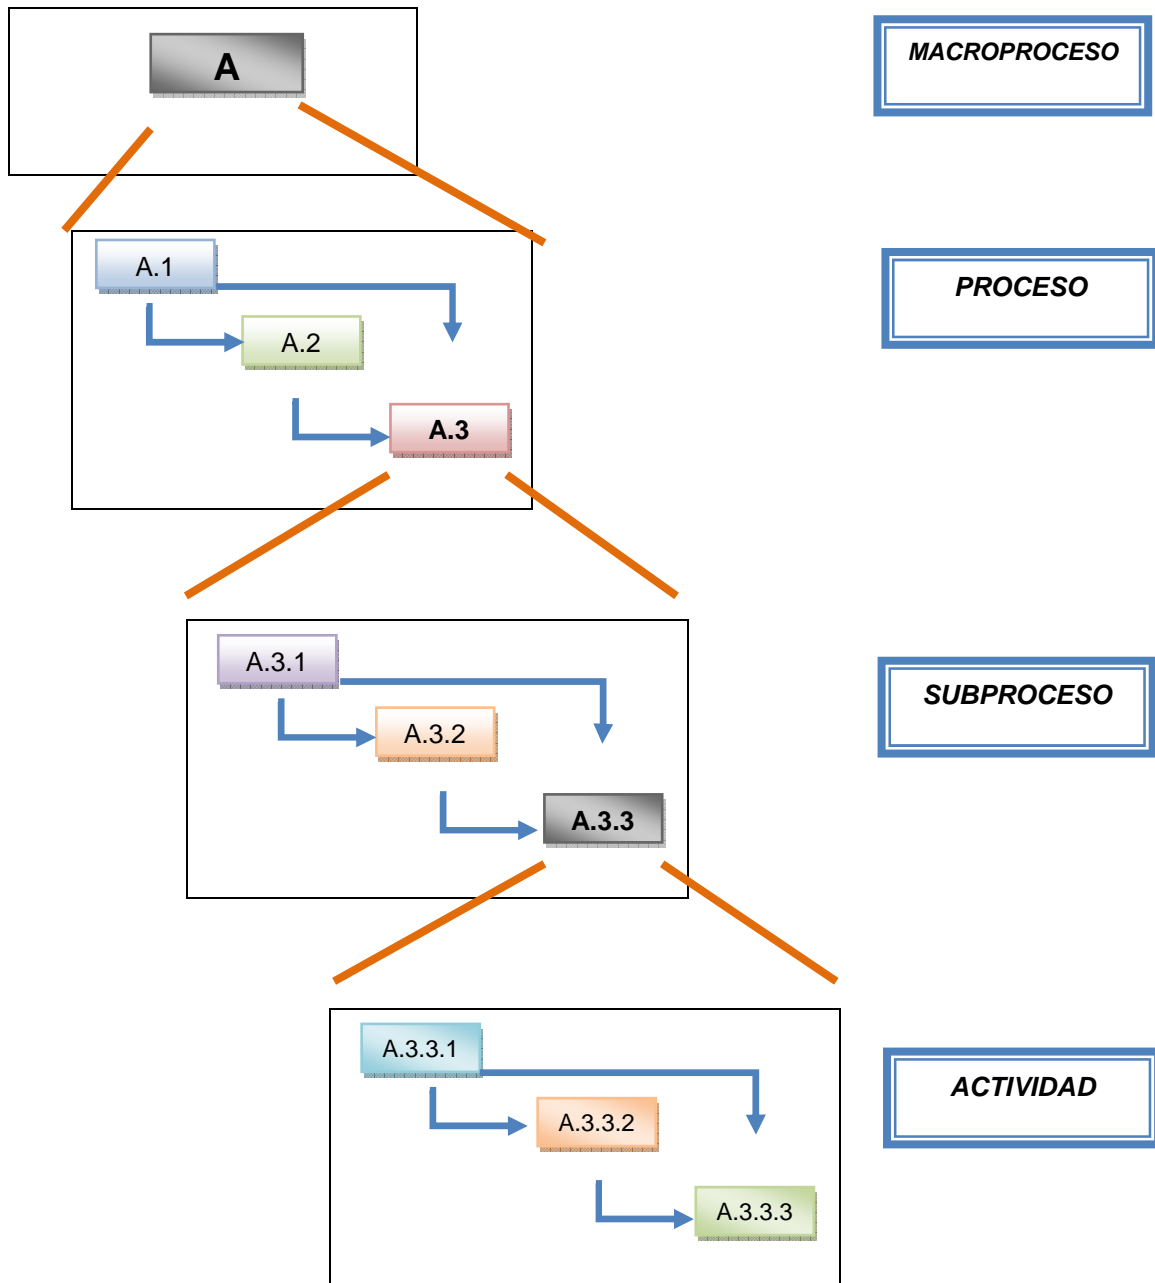 A
MACROPROCESO
A.1
PROCESO
A.2
A.3
A.3.1
SUBPROCESO
A.3.2
A.3.3
A.3.3.1
ACTIVIDAD
A.3.3.2
A.3.3.3